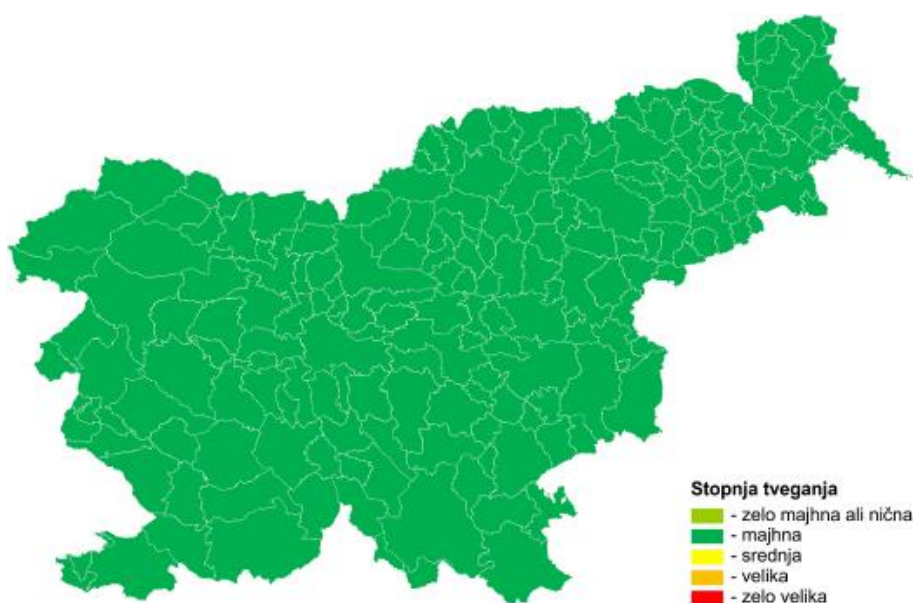 Stopnja tveganja
- zelo majhna ali nična
- majhna
- srednja
- velika
- zelo velika